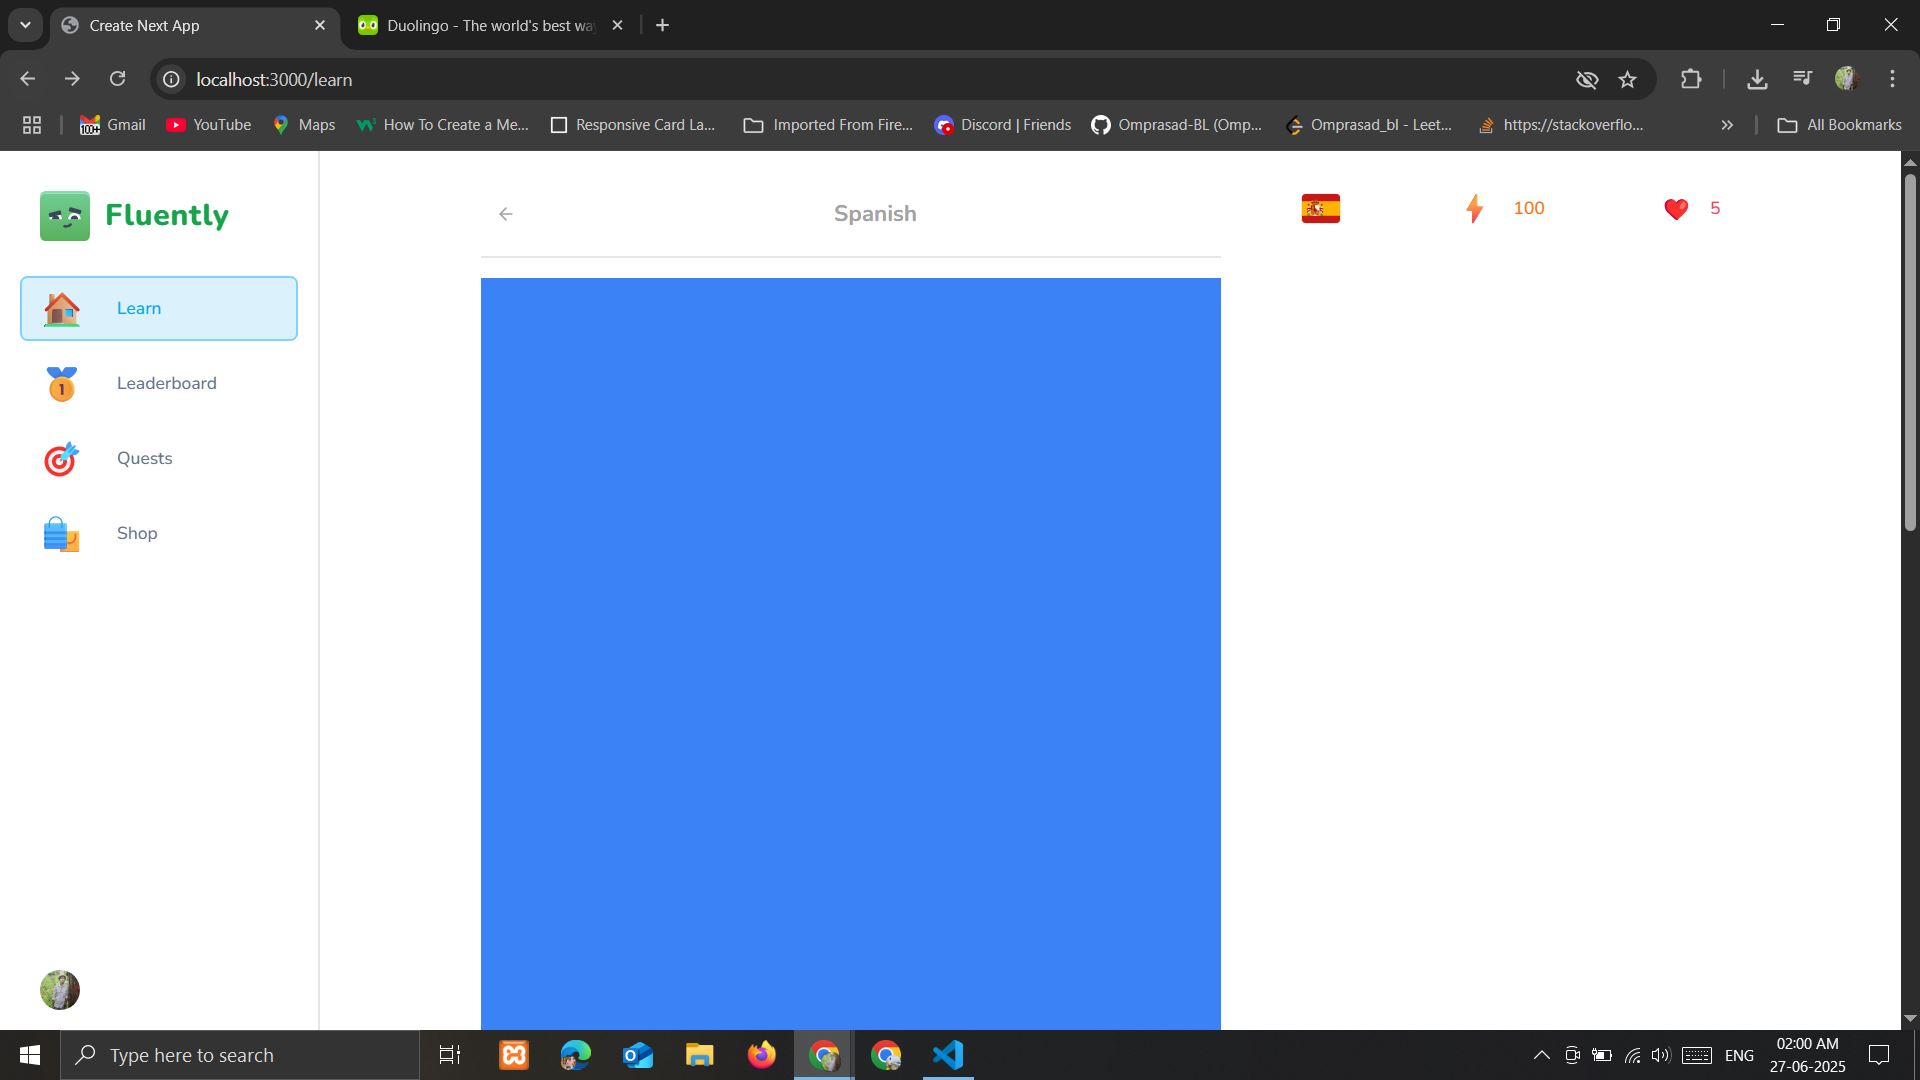 Create Next App
Duolingo - The world's best wa
localhost:3000/learn
100+ Gmail YouTube Maps How To Create a Me... Responsive Card La... Imported From Fire... Discord | Friends Omprasad-BL (Omp... Omprasad_bl - Leet... https://stackoverflo... » All Bookmarks
Fluently
Spanish
100
5
Learn
1
Leaderboard
Quests
Shop
Type here to search
ENG
02:00 AM
27-06-2025